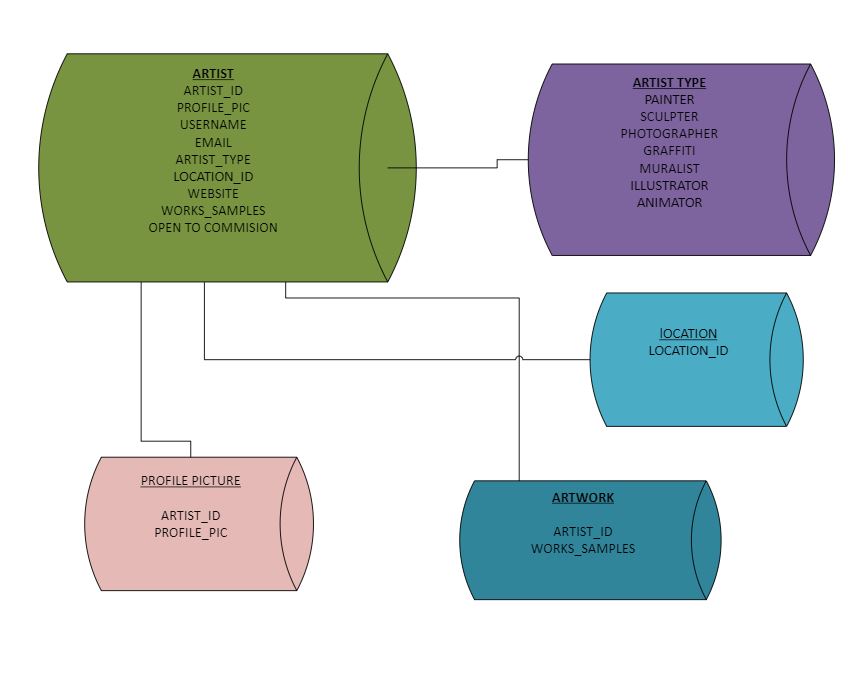 ARTIST
ARTIST_ID
PROFILE_PIC
USERNAME
EMAIL
ARTIST_TYPE
LOCATION_ID
WEBSITE
WORKS_SAMPLES
OPEN TO COMMISION
ARTIST TYPE
PAINTER
SCULPTER
PHOTOGRAPHER
GRAFFITI
MURALIST
ILLUSTRATOR
ANIMATOR
lOCATION
LOCATION_ID
PROFILE PICTURE
ARTIST_ID
PROFILE_PIC
ARTWORK
ARTIST_ID
WORKS_SAMPLES